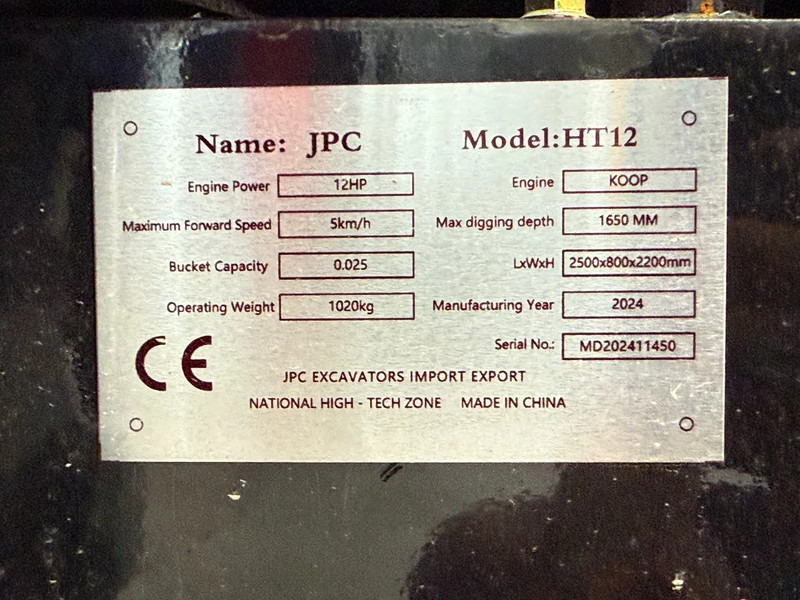 Name: JPC Model:HT12
Engine Power 12HP Engine KOOP
Maximum Forward Speed 5km/h Max digging depth 1650 MM
Bucket Capacity 0.025 LxWxH 2500x800x2200mm
Operating Weight 1020kg Manufacturing Year 2024
Serial No.: MD202411450
CE
JPC EXCAVATORS IMPORT EXPORT
NATIONAL HIGH - TECH ZONE MADE IN CHINA